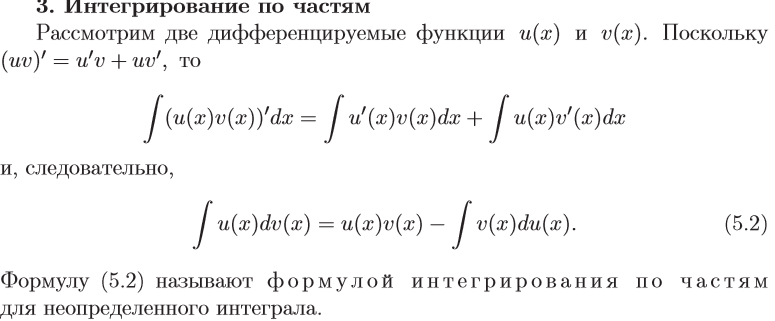 3. Интегрирование по частям
Рассмотрим две дифференцируемые функции u(x) и v(x). Поскольку
(uv)′ = u′v + uv′, то
∫(u(x)v(x))′dx = ∫ u′(x)v(x)dx + ∫ u(x)v′(x)dx
и, следовательно,
∫ u(x)dv(x) = u(x)v(x) − ∫ v(x)du(x). (5.2)
Формулу (5.2) называют формулой интегрирования по частям
для неопределенного интеграла.